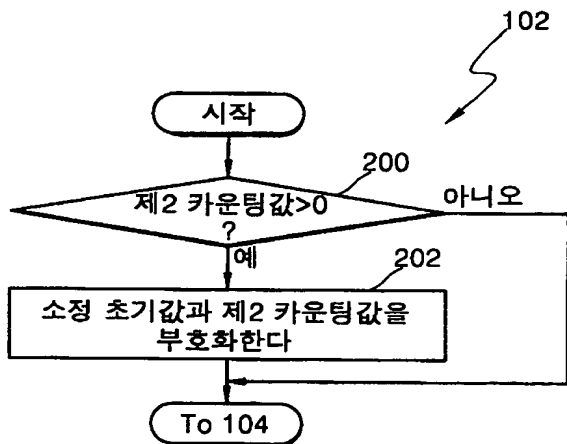 102
시작
200
제2 카운팅값>0
?
아니오
예
202
소정 초기값과 제2 카운팅값을
부호화한다
To 104